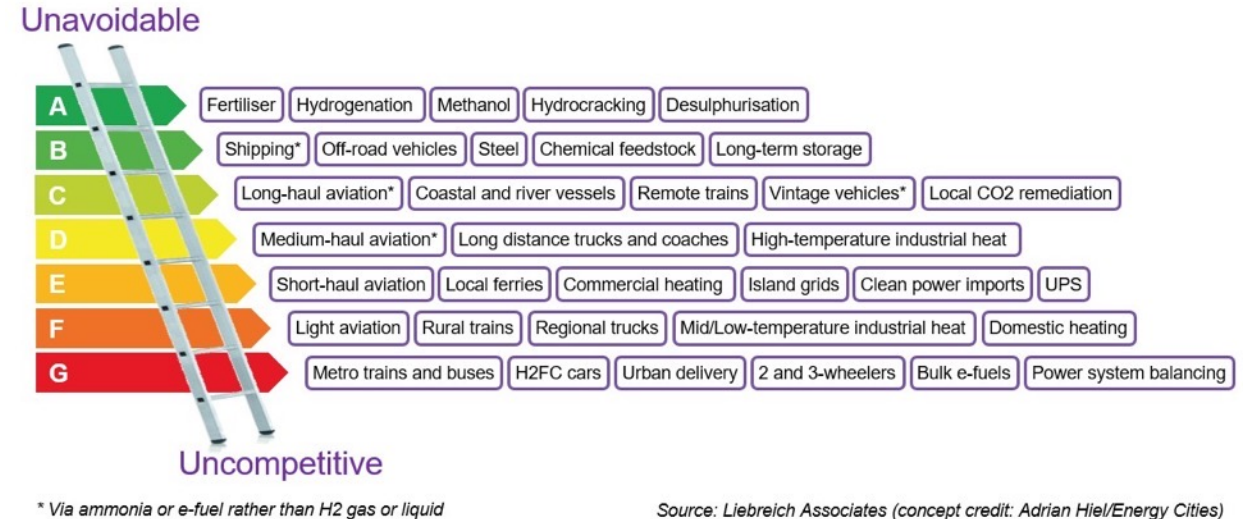 Unavoidable
A Fertiliser Hydrogenation Methanol Hydrocracking Desulphurisation
B Shipping* Off-road vehicles Steel Chemical feedstock Long-term storage
C Long-haul aviation* Coastal and river vessels Remote trains Vintage vehicles* Local CO2 remediation
D Medium-haul aviation* Long distance trucks and coaches High-temperature industrial heat
E Short-haul aviation Local ferries Commercial heating Island grids Clean power imports UPS
F Light aviation Rural trains Regional trucks Mid/Low-temperature industrial heat Domestic heating
G Metro trains and buses H2FC cars Urban delivery 2 and 3-wheelers Bulk e-fuels Power system balancing
Uncompetitive
* Via ammonia or e-fuel rather than H2 gas or liquid Source: Liebreich Associates (concept credit: Adrian Hiel/Energy Cities)